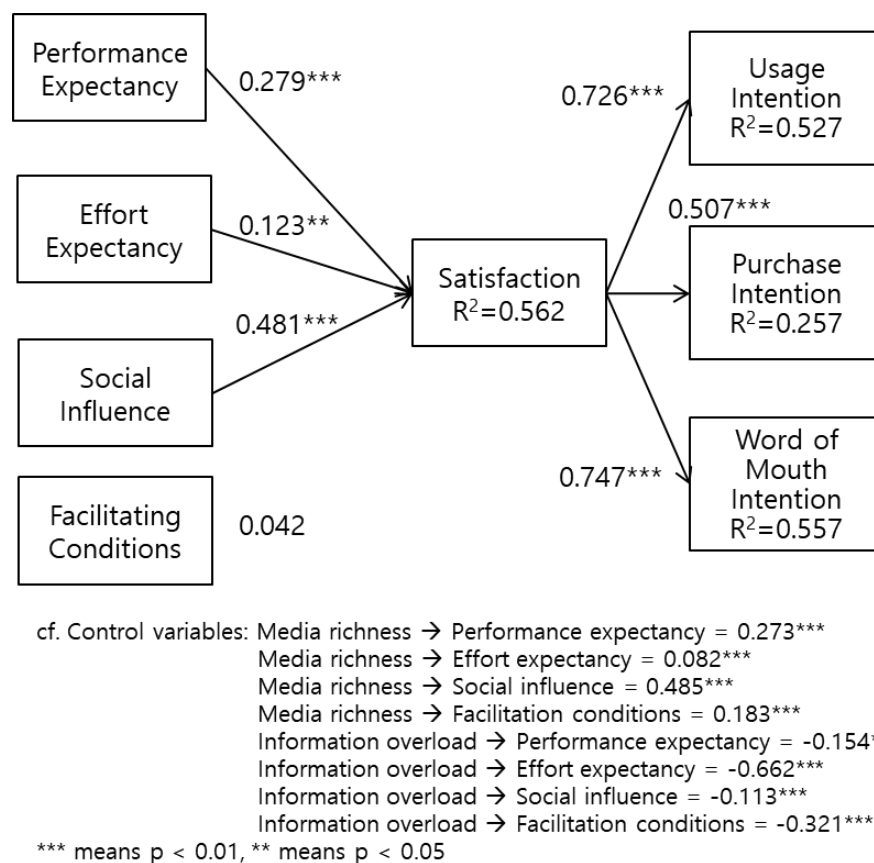 Performance
Expectancy
0.279***
Effort
Expectancy
0.123**
Social
Influence
0.481***
Facilitating
Conditions
0.042
Satisfaction
R²=0.562
0.726***
Usage
Intention
R²=0.527
0.507***
Purchase
Intention
R²=0.257
0.747***
Word of
Mouth
Intention
R²=0.557
cf. Control variables: Media richness → Performance expectancy = 0.273***
Media richness → Effort expectancy = 0.082***
Media richness → Social influence = 0.485***
Media richness → Facilitation conditions = 0.183***
Information overload → Performance expectancy = -0.154*
Information overload → Effort expectancy = -0.662***
Information overload → Social influence = -0.113***
Information overload → Facilitation conditions = -0.321***
*** means p < 0.01, ** means p < 0.05